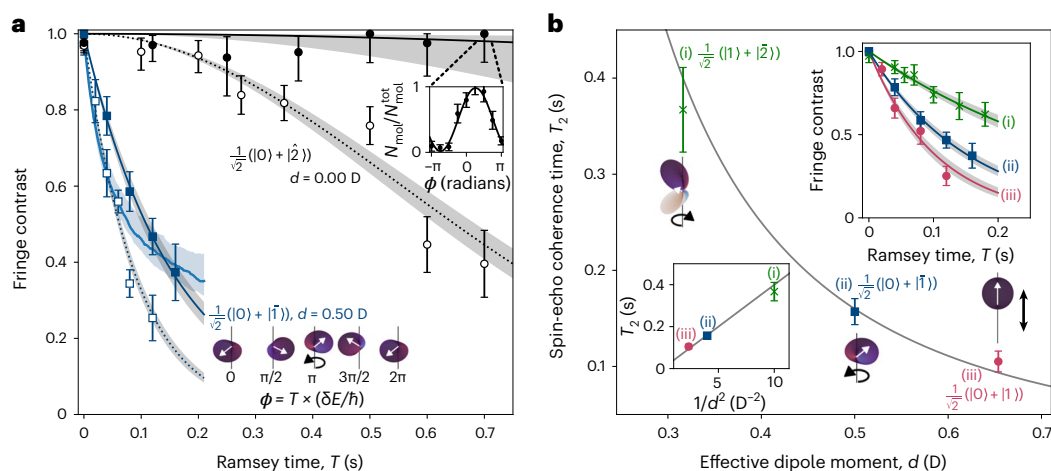 a
Fringe contrast
1.0
0.8
0.6
0.4
0.2
0
0
0.1
0.2
0.3
0.4
0.5
0.6
0.7
Ramsey time, T (s)
1/√2 (|0⟩ + |2̂⟩)
d = 0.00 D
N_mol/N_mol^tot
1
0
−π
0
π
ϕ (radians)
1/√2 (|0⟩ + |1̄⟩), d = 0.50 D
0
π/2
π
3π/2
2π
ϕ = T × (δE/ħ)
b
Spin-echo coherence time, T₂ (s)
0.4
0.3
0.2
0.1
0.3
0.4
0.5
0.6
0.7
Effective dipole moment, d (D)
(i) 1/√2 (|1⟩ + |2̄⟩)
(ii) 1/√2 (|0⟩ + |1̄⟩)
(iii)
1/√2 (|0⟩ + |1⟩)
Fringe contrast
1.0
0.5
0
0
0.1
0.2
Ramsey time, T (s)
(i)
(ii)
(iii)
T₂ (s)
0.4
0.2
0
5
10
1/d² (D⁻²)
(i)
(ii)
(iii)